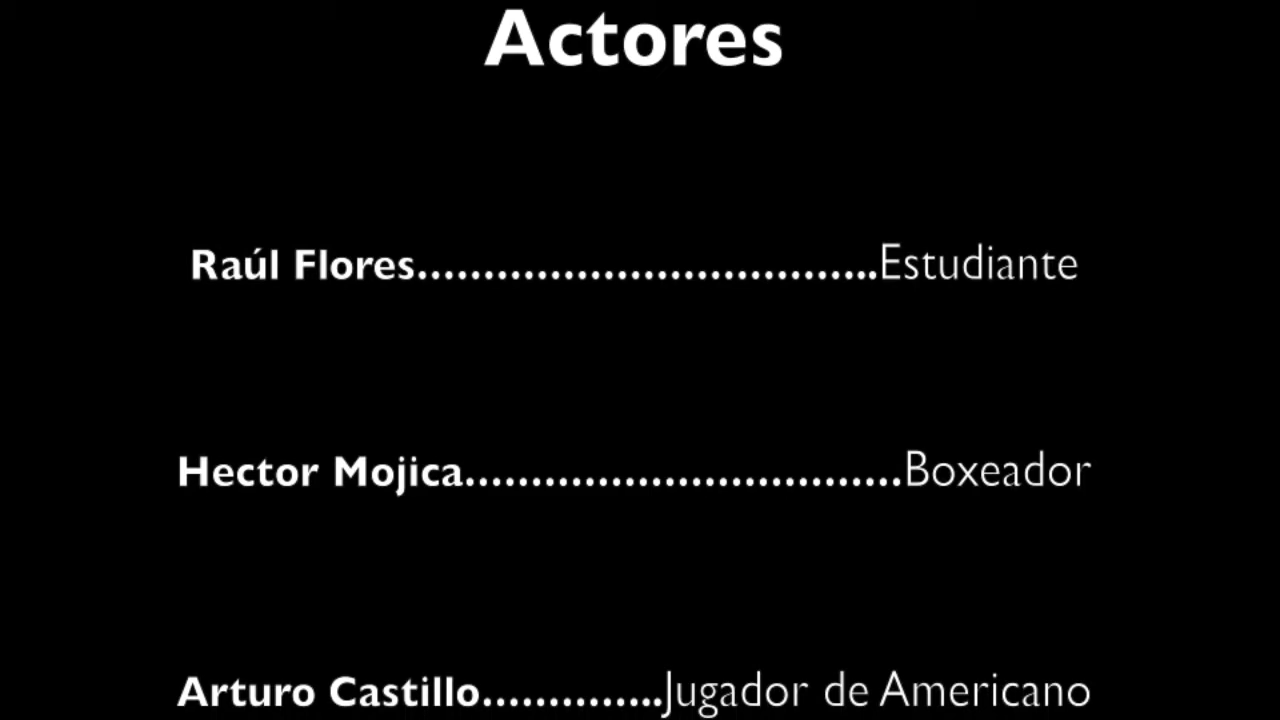 Actores
Raúl Flores.................................Estudiante
Hector Mojica.................................Boxeador
Arturo Castillo..............Jugador de Americano